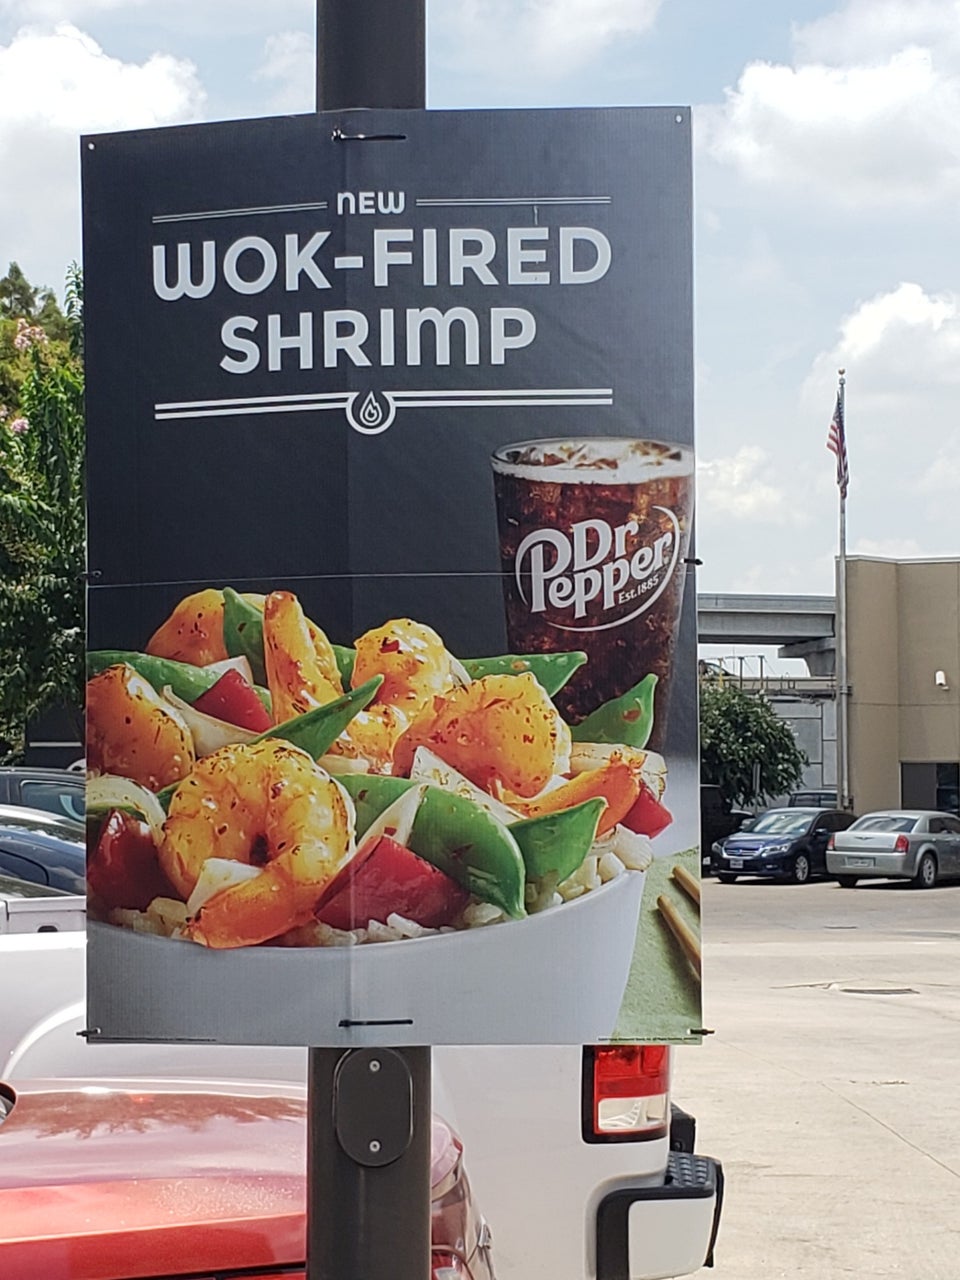 NEW
WOK-FIRED
SHRIMP
Dr
Pepper
Est. 1885